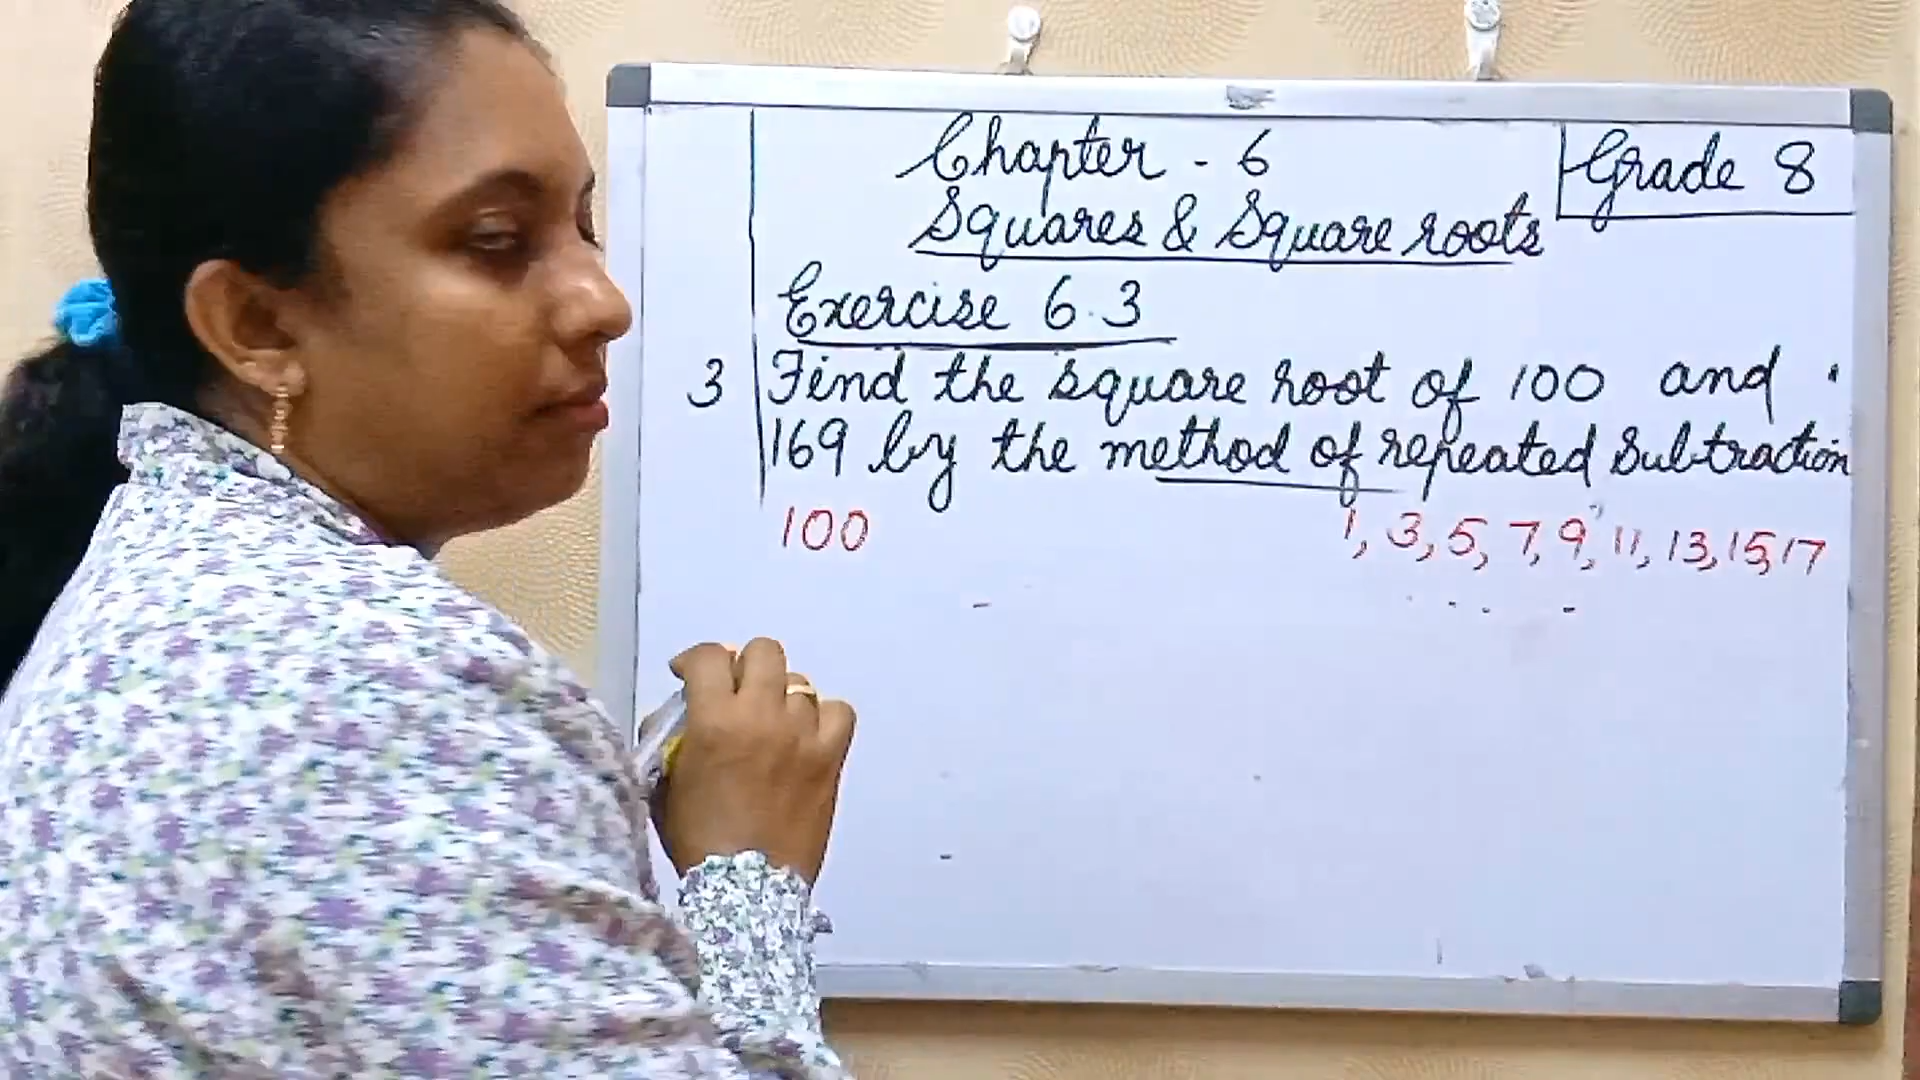 Chapter - 6
Grade 8
Squares & Square roots
Exercise 6.3
3 Find the square root of 100 and
169 by the method of repeated subtraction
100 1, 3, 5, 7, 9, 11, 13, 15, 17